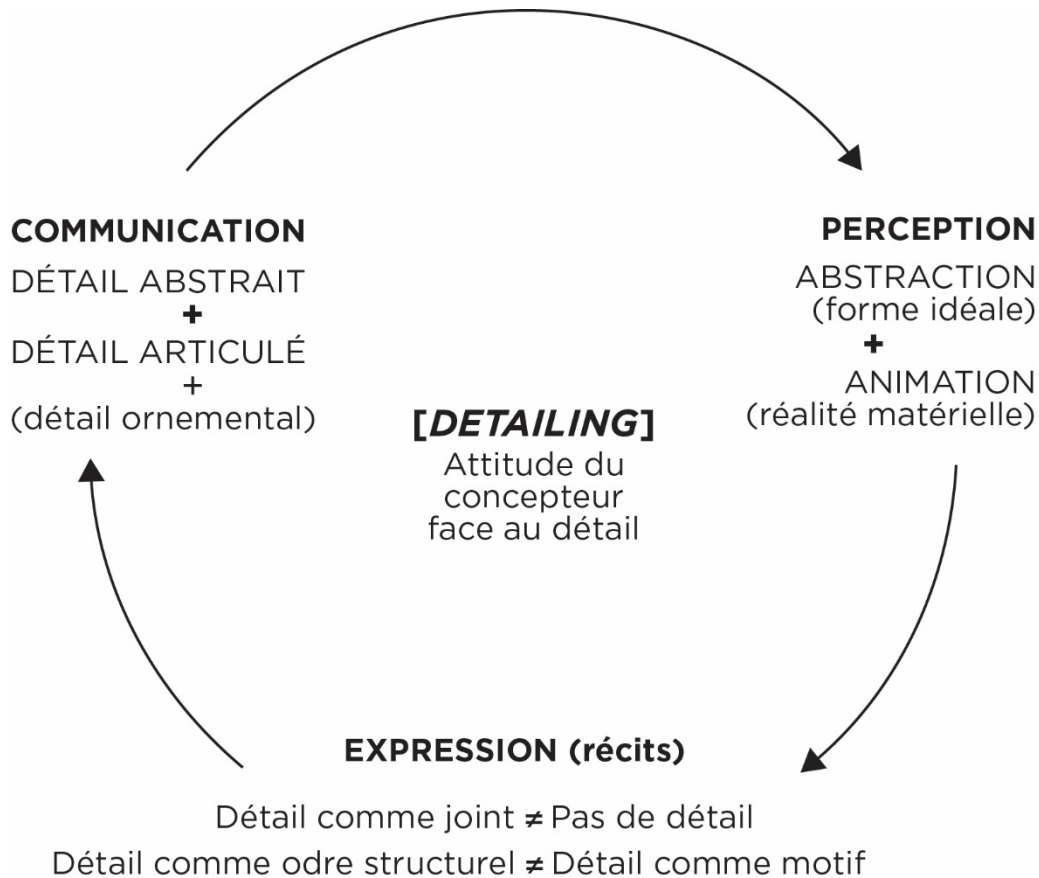 COMMUNICATION
DÉTAIL ABSTRAIT
+
DÉTAIL ARTICULÉ
+
(détail ornemental)
PERCEPTION
ABSTRACTION
(forme idéale)
+
ANIMATION
(réalité matérielle)
[DETAILING]
Attitude du
concepteur
face au détail
EXPRESSION (récits)
Détail comme joint ≠ Pas de détail
Détail comme odre structurel ≠ Détail comme motif